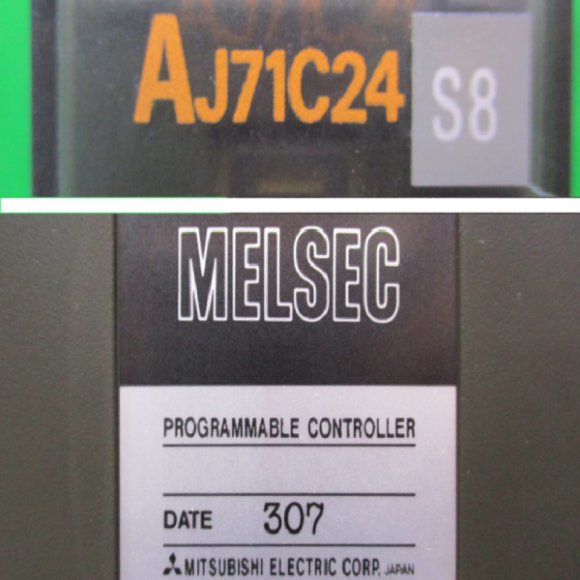 AJ71C24 S8
MELSEC
PROGRAMMABLE CONTROLLER
DATE 307
MITSUBISHI ELECTRIC CORP. JAPAN